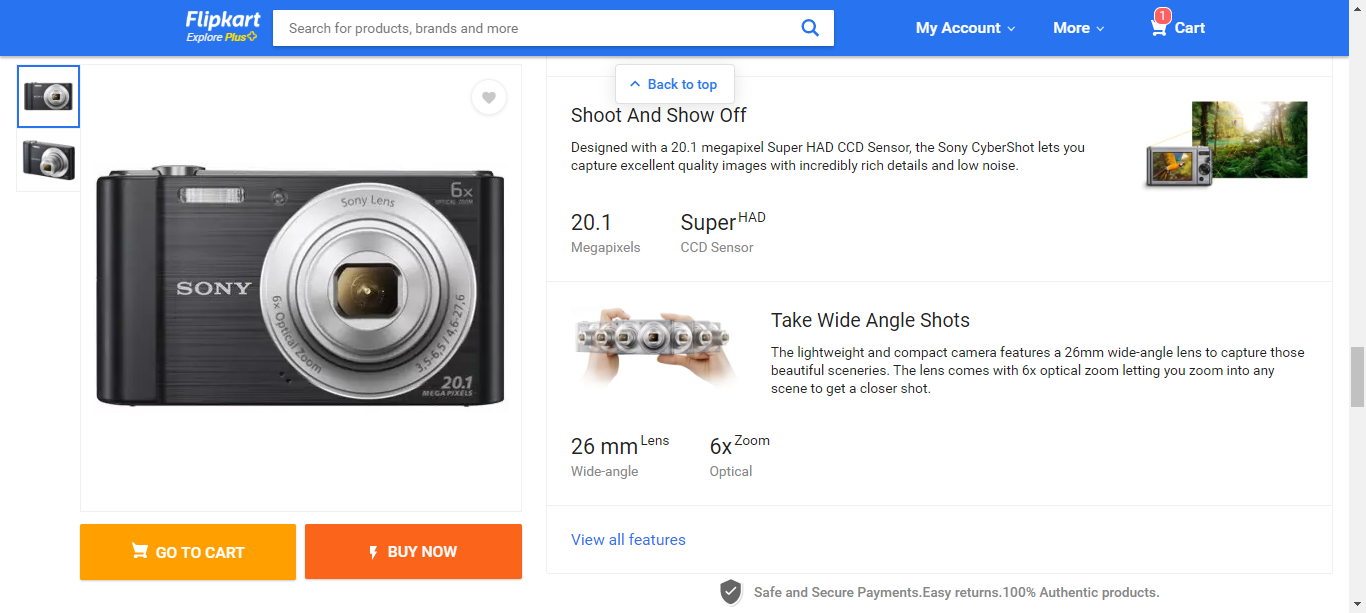 Flipkart
Explore Plus
Search for products, brands and more
My Account
More
1
Cart
Back to top
6x
OPTICAL ZOOM
Sony Lens
SONY
6x Optical Zoom
3,5-6,5 / 4,6-27,6
20.1
MEGA PIXELS
GO TO CART
BUY NOW
Shoot And Show Off
Designed with a 20.1 megapixel Super HAD CCD Sensor, the Sony CyberShot lets you
capture excellent quality images with incredibly rich details and low noise.
20.1
Megapixels
Super HAD
CCD Sensor
Take Wide Angle Shots
The lightweight and compact camera features a 26mm wide-angle lens to capture those
beautiful sceneries. The lens comes with 6x optical zoom letting you zoom into any
scene to get a closer shot.
26 mm Lens
Wide-angle
6x Zoom
Optical
View all features
Safe and Secure Payments.Easy returns.100% Authentic products.